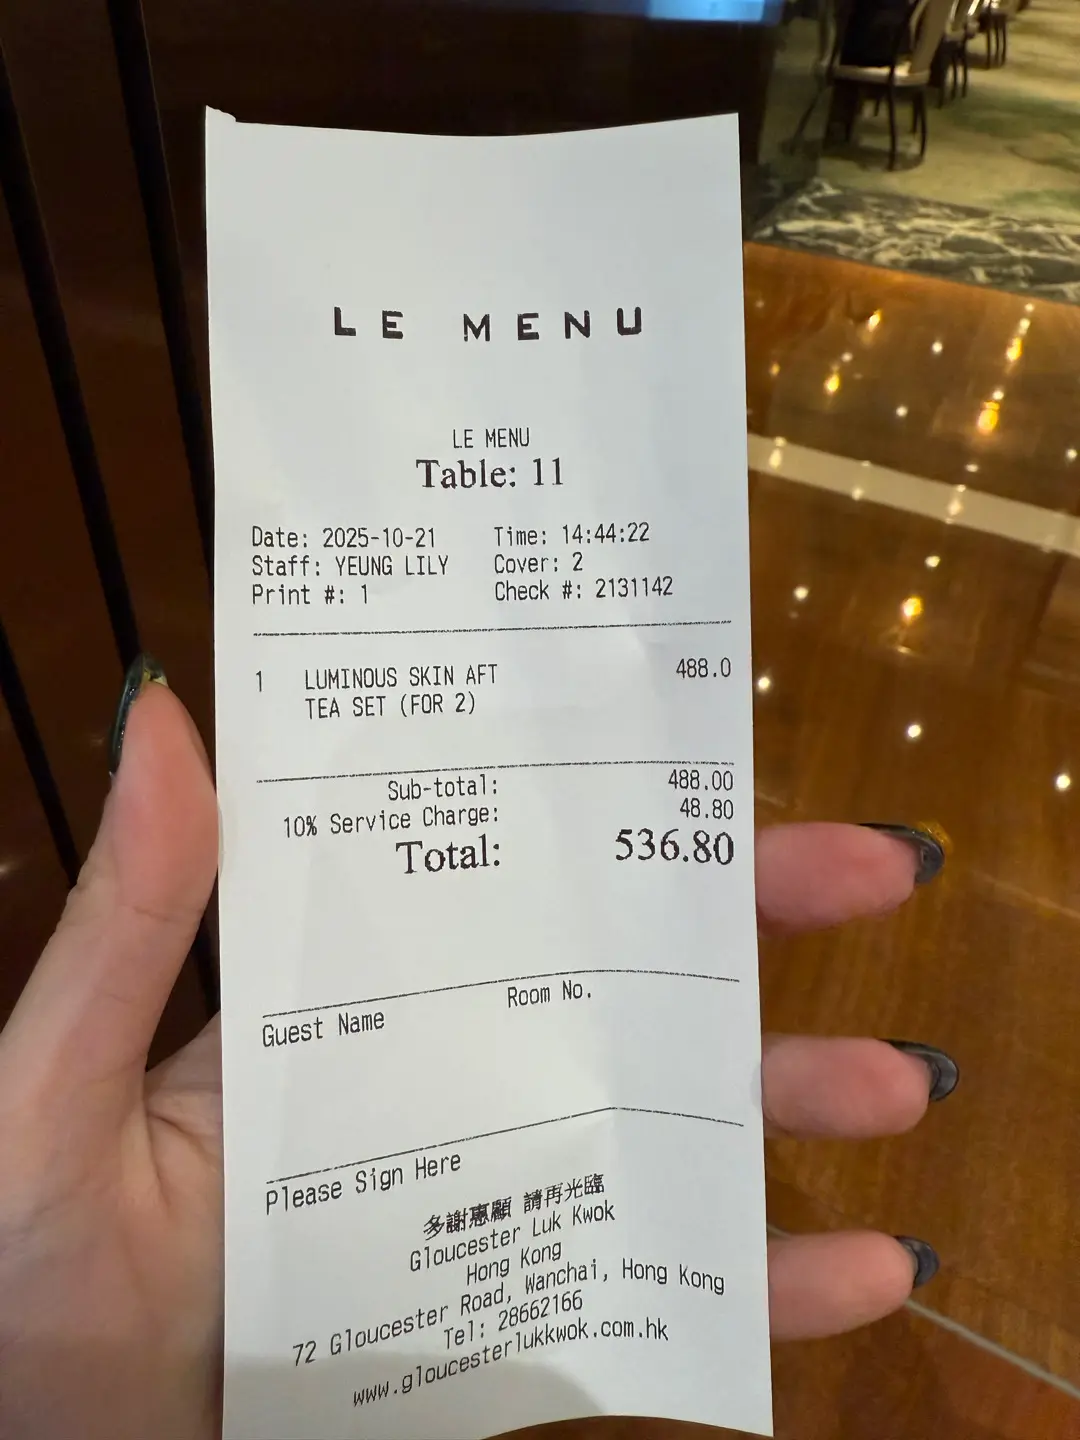 LE MENU
LE MENU
Table: 11
Date: 2025-10-21 Time: 14:44:22
Staff: YEUNG LILY Cover: 2
Print #: 1 Check #: 2131142
1 LUMINOUS SKIN AFT 488.0
TEA SET (FOR 2)
Sub-total: 488.00
10% Service Charge: 48.80
Total: 536.80
Guest Name Room No.
Please Sign Here
多謝惠顧 請再光臨
Gloucester Luk Kwok
Hong Kong
72 Gloucester Road, Wanchai, Hong Kong
Tel: 28662166
www.gloucesterlukkwok.com.hk